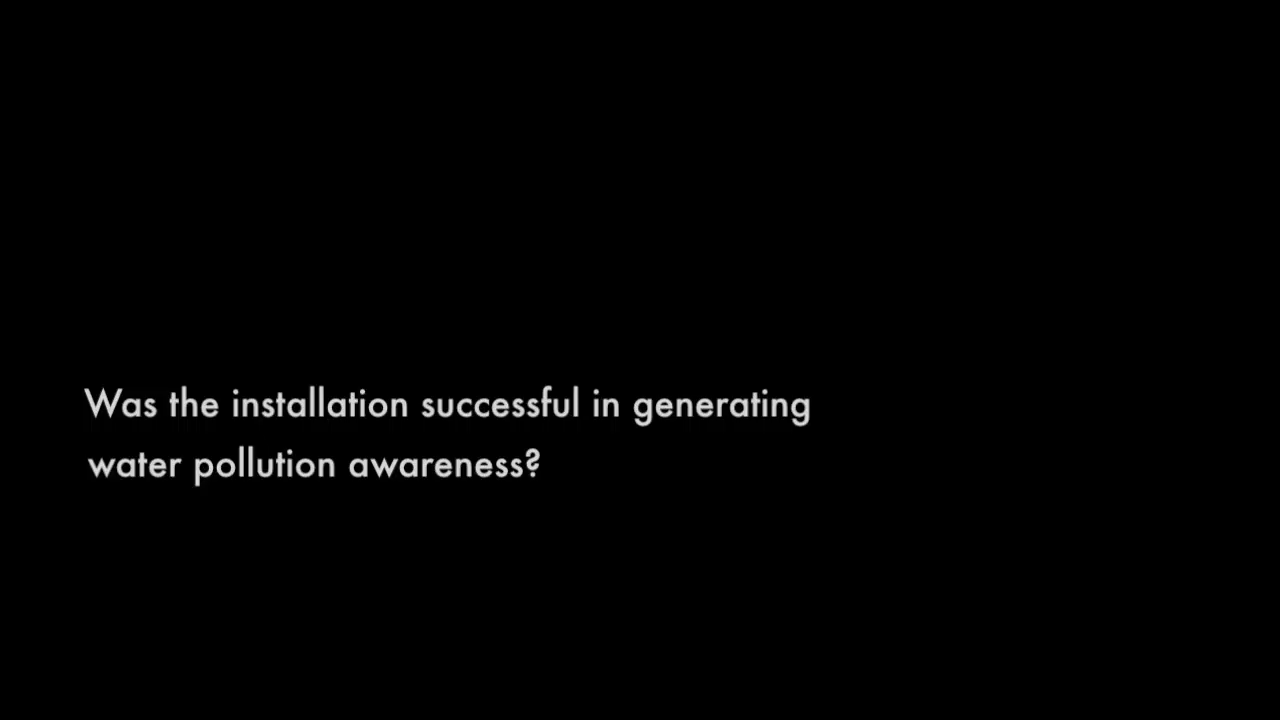 Was the installation successful in generating
water pollution awareness?